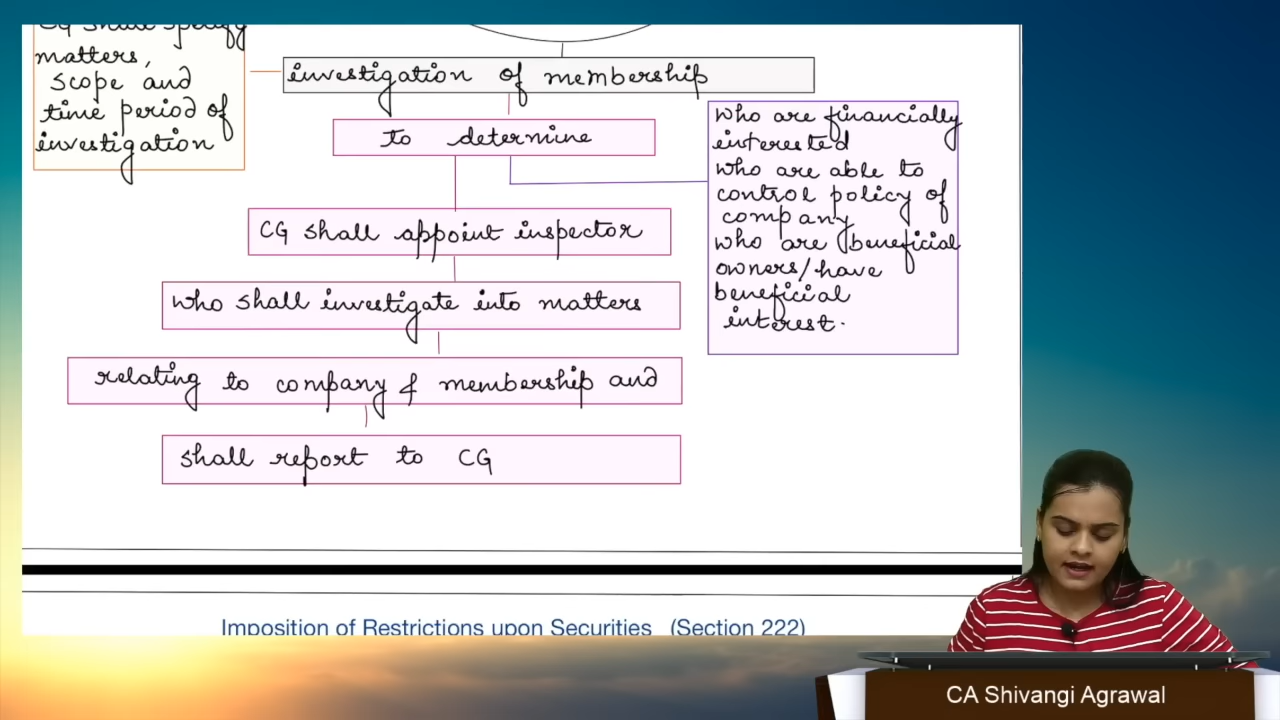 CG shall specify
matters,
scope and
time period of
investigation
investigation of membership
to determine
who are financially
interested
who are able to
control policy of
company
who are beneficial
owners/have
beneficial
interest.
CG shall appoint inspector
who shall investigate into matters
relating to company & membership and
shall report to CG
Imposition of Restrictions upon Securities (Section 222)
CA Shivangi Agrawal